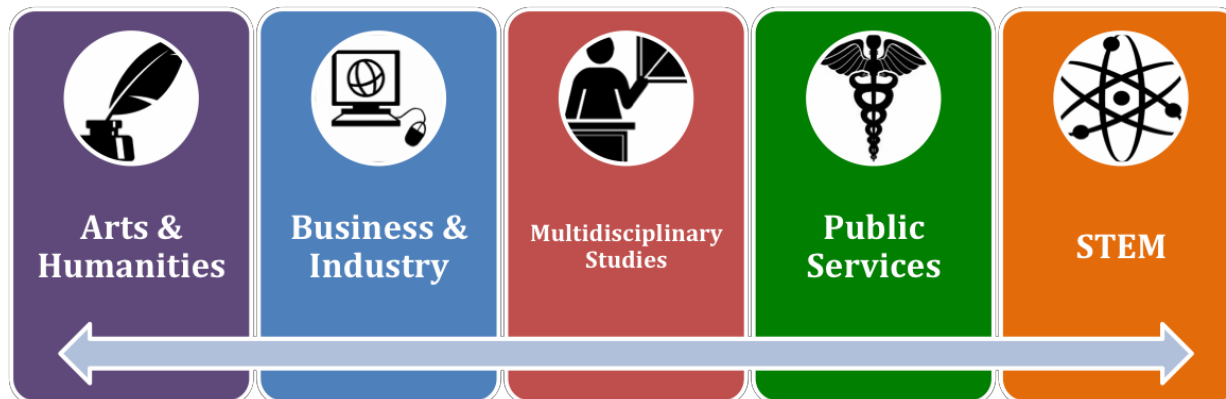 Arts &
Humanities
Business &
Industry
Multidisciplinary
Studies
Public
Services
STEM